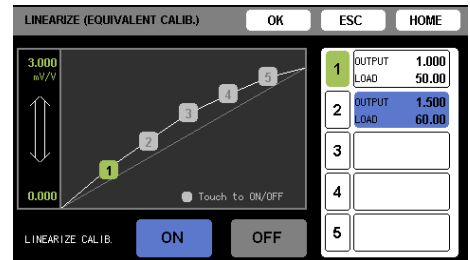 LINEARIZE (EQUIVALENT CALIB.) OK ESC HOME
3.000
mV/V
0.000
1
2
3
4
5
Touch to ON/OFF
LINEARIZE CALIB. ON OFF
1 OUTPUT 1.000
LOAD 50.00
2 OUTPUT 1.500
LOAD 60.00
3
4
5